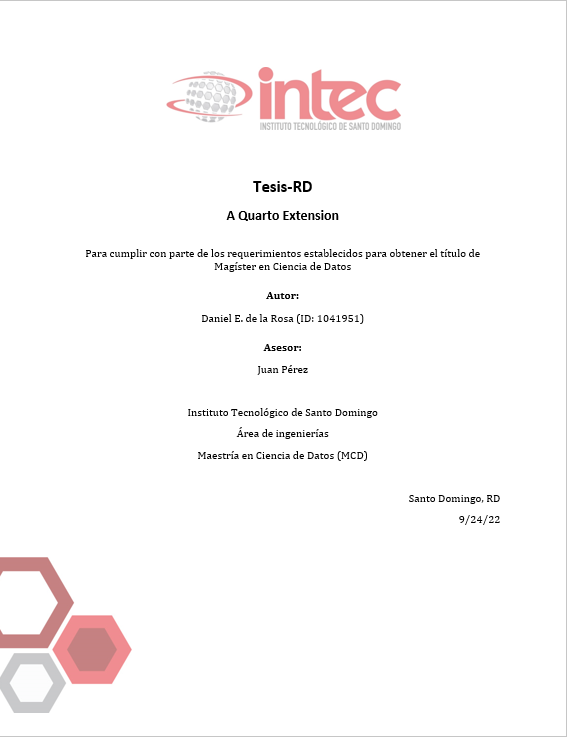 intec
INSTITUTO TECNOLÓGICO DE SANTO DOMINGO
Tesis-RD
A Quarto Extension
Para cumplir con parte de los requerimientos establecidos para obtener el título de
Magíster en Ciencia de Datos
Autor:
Daniel E. de la Rosa (ID: 1041951)
Asesor:
Juan Pérez
Instituto Tecnológico de Santo Domingo
Área de ingenierías
Maestría en Ciencia de Datos (MCD)
Santo Domingo, RD
9/24/22